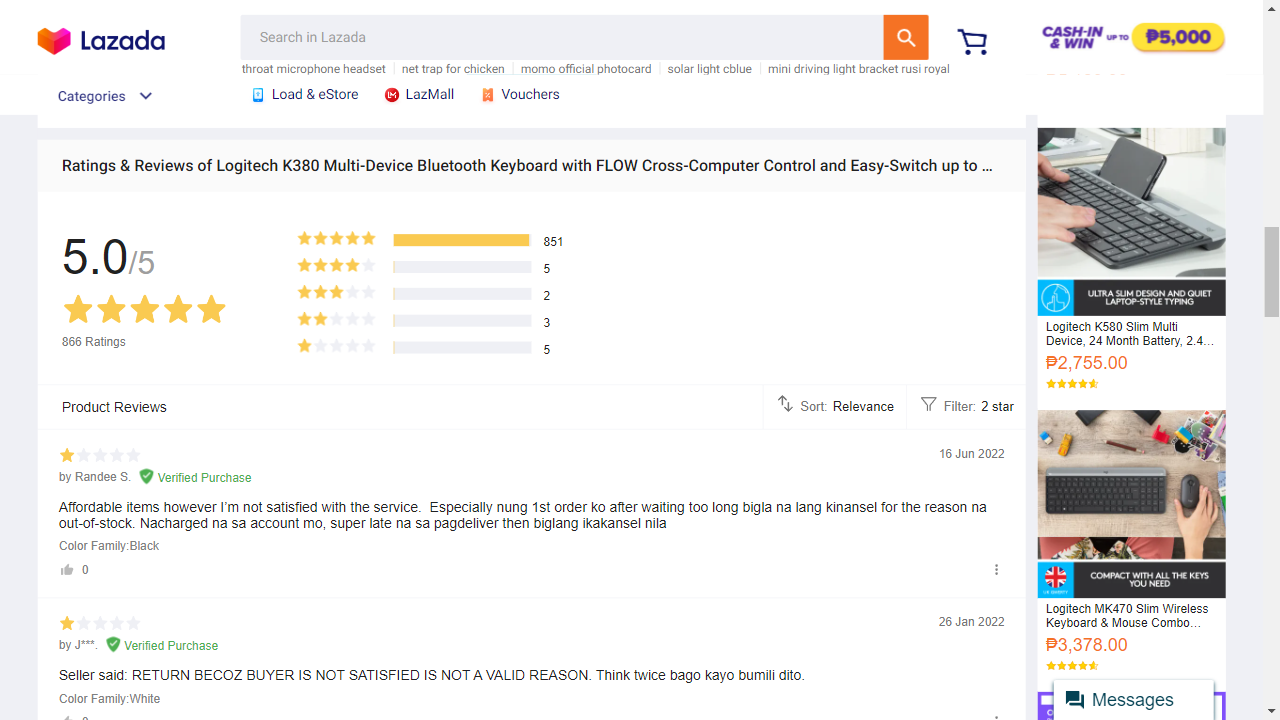 Lazada
Search in Lazada
CASH-IN & WIN UP TO ₱5,000
throat microphone headset
net trap for chicken
momo official photocard
solar light cblue
mini driving light bracket rusi royal
Categories
Load & eStore
LazMall
Vouchers
Ratings & Reviews of Logitech K380 Multi-Device Bluetooth Keyboard with FLOW Cross-Computer Control and Easy-Switch up to …
5.0/5
866 Ratings
851
5
2
3
5
Product Reviews
Sort: Relevance
Filter: 2 star
16 Jun 2022
by Randee S. Verified Purchase
Affordable items however I'm not satisfied with the service. Especially nung 1st order ko after waiting too long bigla na lang kinansel for the reason na
out-of-stock. Nacharged na sa account mo, super late na sa pagdeliver then biglang ikakansel nila
Color Family:Black
0
26 Jan 2022
by J***. Verified Purchase
Seller said: RETURN BECOZ BUYER IS NOT SATISFIED IS NOT A VALID REASON. Think twice bago kayo bumili dito.
Color Family:White
ULTRA SLIM DESIGN AND QUIET
LAPTOP-STYLE TYPING
Logitech K580 Slim Multi
Device, 24 Month Battery, 2.4…
₱2,755.00
COMPACT WITH ALL THE KEYS
YOU NEED
Logitech MK470 Slim Wireless
Keyboard & Mouse Combo…
₱3,378.00
Messages